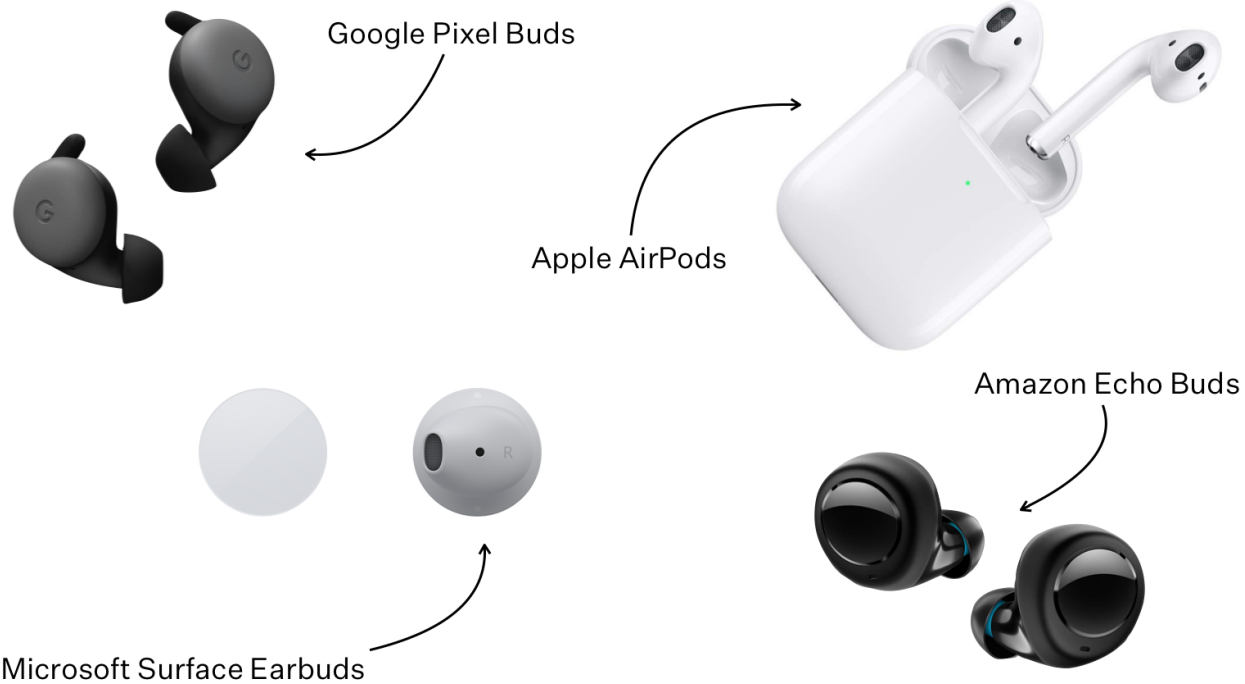 Google Pixel Buds
G
G
Apple AirPods
Amazon Echo Buds
R
Microsoft Surface Earbuds